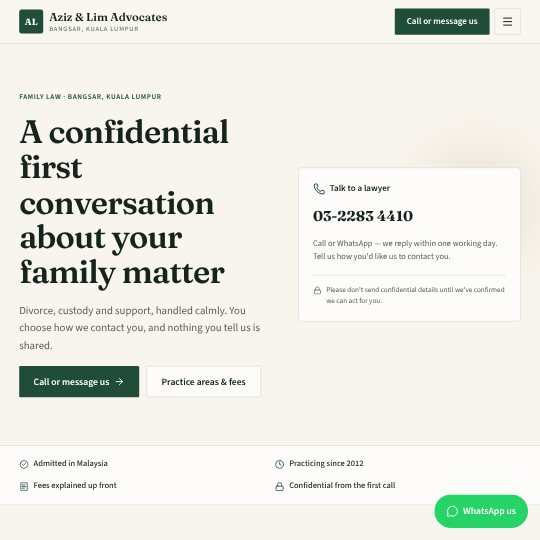 AL
Aziz & Lim Advocates
BANGSAR, KUALA LUMPUR
Call or message us
FAMILY LAW · BANGSAR, KUALA LUMPUR
A confidential
first
conversation
about your
family matter
Divorce, custody and support, handled calmly. You
choose how we contact you, and nothing you tell us is
shared.
Call or message us →
Practice areas & fees
Talk to a lawyer
03-2283 4410
Call or WhatsApp — we reply within one working day.
Tell us how you'd like us to contact you.
Please don't send confidential details until we've confirmed
we can act for you.
Admitted in Malaysia
Practicing since 2012
Fees explained up front
Confidential from the first call
WhatsApp us